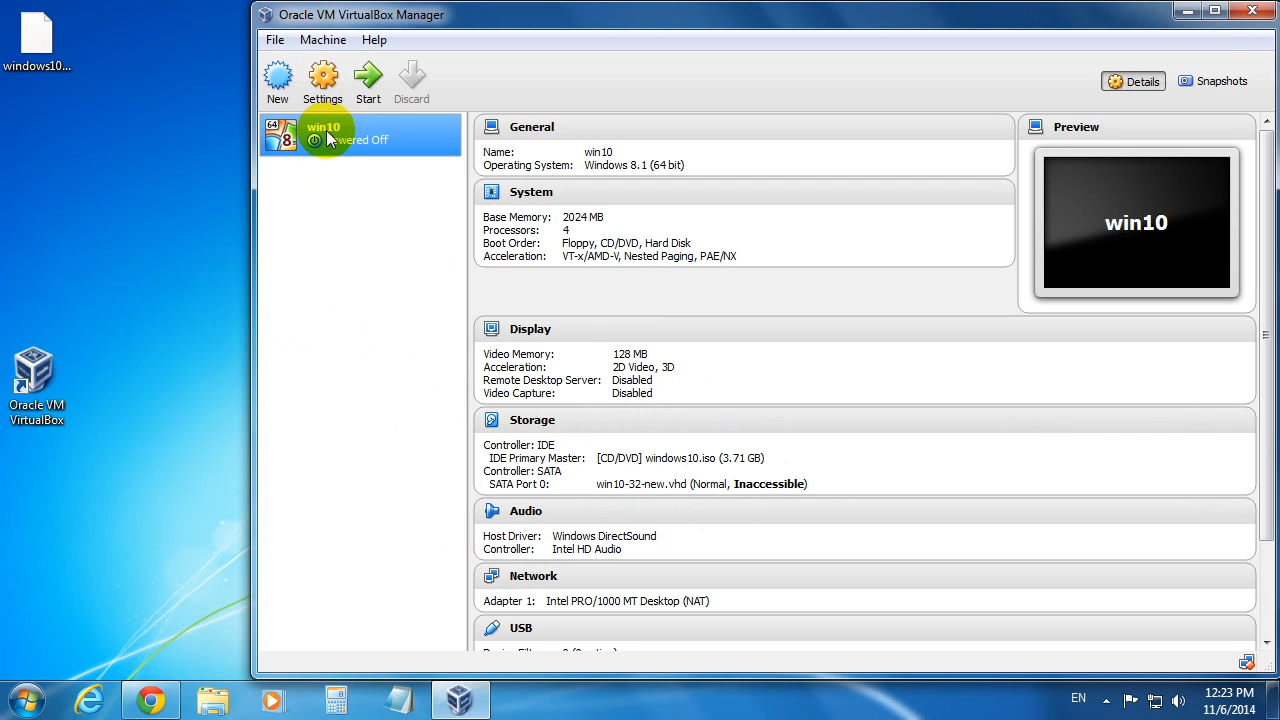 windows10...
Oracle VM
VirtualBox
Oracle VM VirtualBox Manager
File Machine Help
New Settings Start Discard
Details Snapshots
64
8
win10
wered Off
General
Name: win10
Operating System: Windows 8.1 (64 bit)
System
Base Memory: 2024 MB
Processors: 4
Boot Order: Floppy, CD/DVD, Hard Disk
Acceleration: VT-x/AMD-V, Nested Paging, PAE/NX
Preview
win10
Display
Video Memory: 128 MB
Acceleration: 2D Video, 3D
Remote Desktop Server: Disabled
Video Capture: Disabled
Storage
Controller: IDE
IDE Primary Master: [CD/DVD] windows10.iso (3.71 GB)
Controller: SATA
SATA Port 0: win10-32-new.vhd (Normal, Inaccessible)
Audio
Host Driver: Windows DirectSound
Controller: Intel HD Audio
Network
Adapter 1: Intel PRO/1000 MT Desktop (NAT)
USB
EN
12:23 PM
11/6/2014